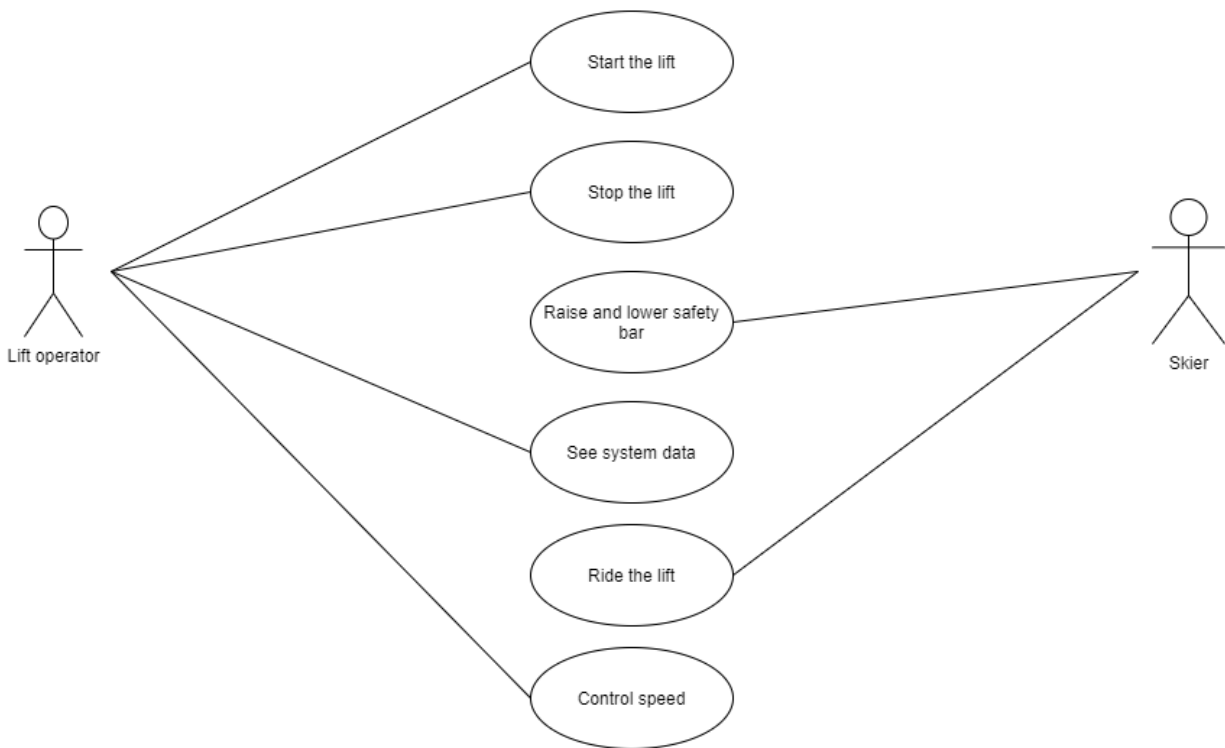 Start the lift
Stop the lift
Raise and lower safety
bar
Lift operator
Skier
See system data
Ride the lift
Control speed